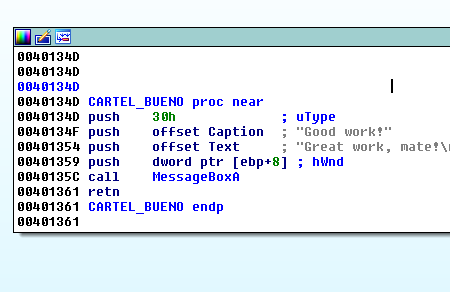 0040134D
0040134D
0040134D
0040134D CARTEL_BUENO proc near
0040134D push 30h ; uType
0040134F push offset Caption ; "Good work!"
00401354 push offset Text ; "Great work, mate!\
00401359 push dword ptr [ebp+8] ; hWnd
0040135C call MessageBoxA
00401361 retn
00401361 CARTEL_BUENO endp
00401361